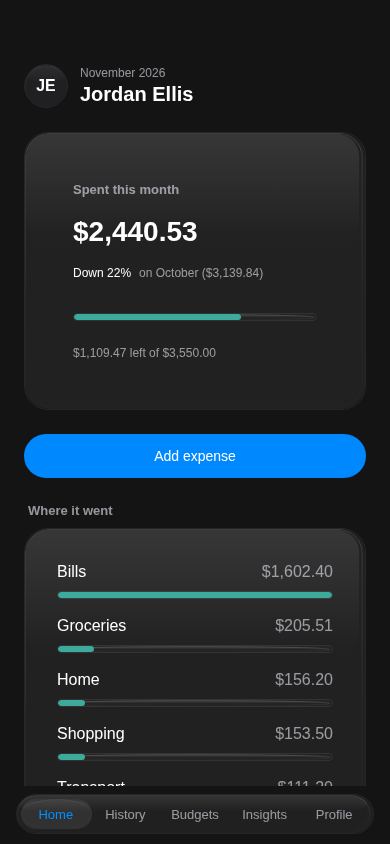 JE
November 2026
Jordan Ellis
Spent this month
$2,440.53
Down 22% on October ($3,139.84)
$1,109.47 left of $3,550.00
Add expense
Where it went
Bills $1,602.40
Groceries $205.51
Home $156.20
Shopping $153.50
Transport
Home History Budgets Insights Profile